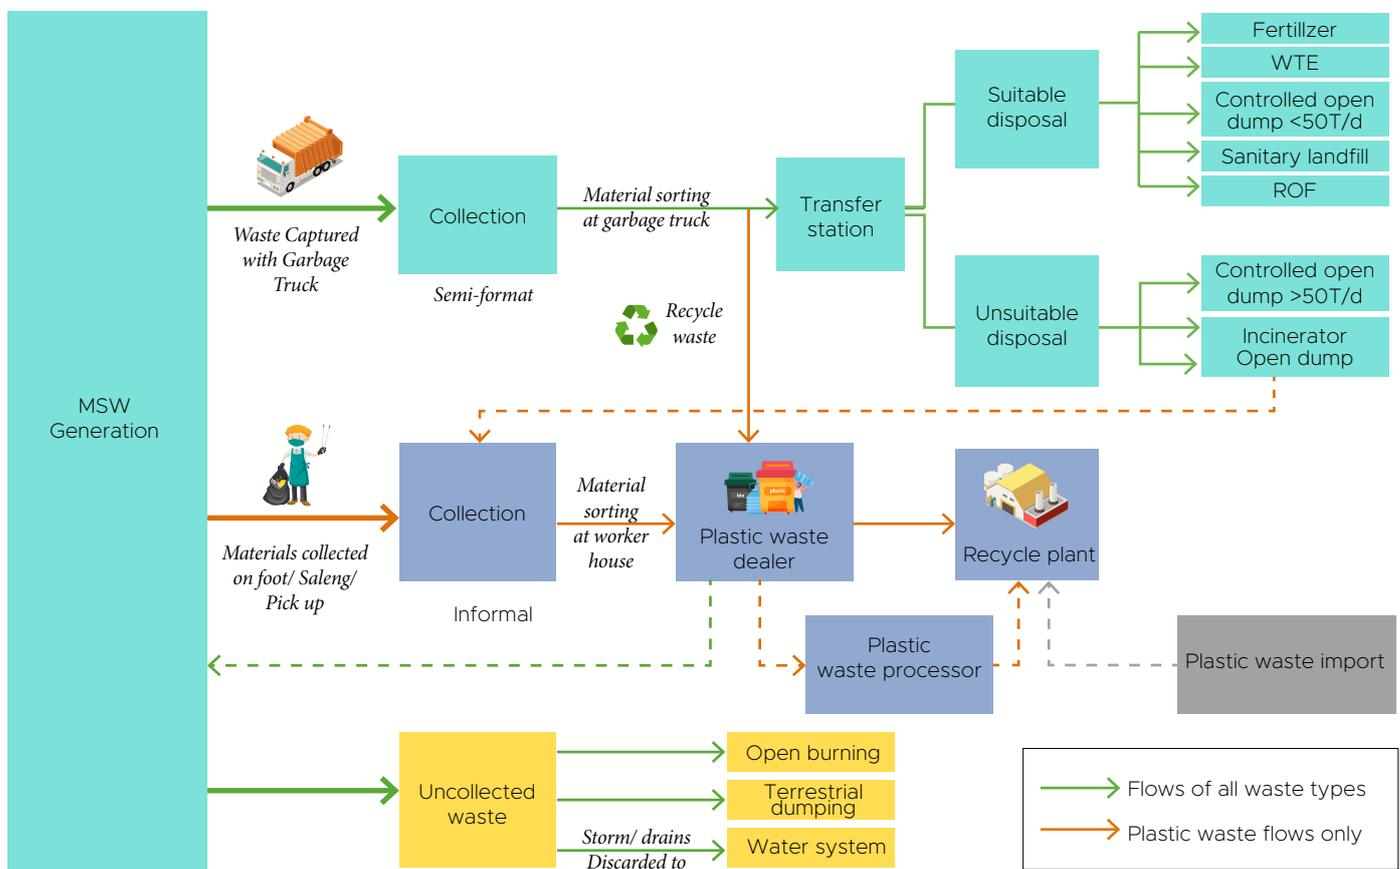 MSW
Generation
Waste Captured
with Garbage
Truck
Collection
Semi-format
Material sorting
at garbage truck
Recycle
waste
Transfer
station
Suitable
disposal
Fertillzer
WTE
Controlled open
dump <50T/d
Sanitary landfill
ROF
Unsuitable
disposal
Controlled open
dump >50T/d
Incinerator
Open dump
Materials collected
on foot/ Saleng/
Pick up
Collection
Informal
Material
sorting
at worker
house
plastic
Plastic waste
dealer
Recycle plant
Plastic
waste processor
Plastic waste import
Uncollected
waste
Open burning
Terrestrial
dumping
Storm/ drains
Discarded to
Water system
Flows of all waste types
Plastic waste flows only